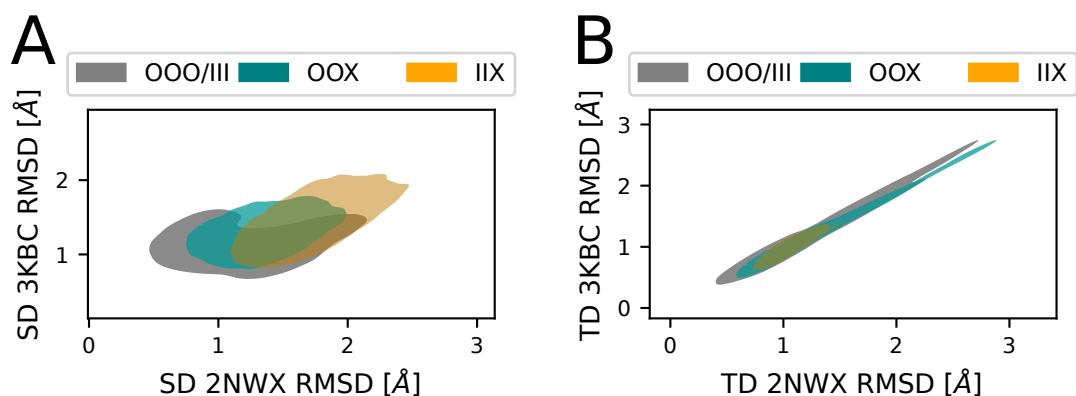 A
OOO/III OOX IIX
SD 3KBC RMSD [Å]
2
1
0 1 2 3
SD 2NWX RMSD [Å]
B
OOO/III OOX IIX
TD 3KBC RMSD [Å]
3
2
1
0
0 1 2 3
TD 2NWX RMSD [Å]